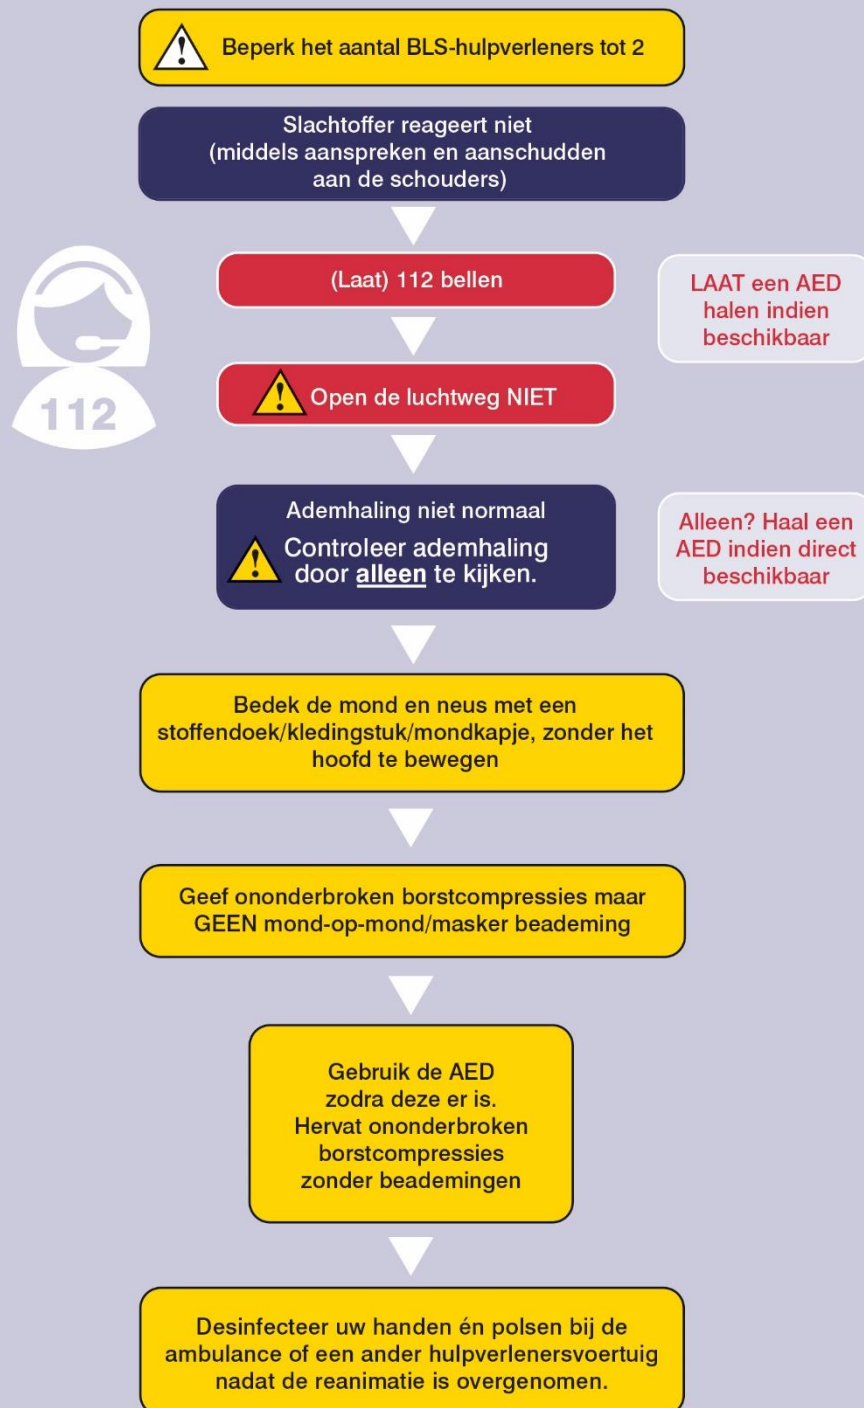 Beperk het aantal BLS-hulpverleners tot 2
Slachtoffer reageert niet
(middels aanspreken en aanschudden
aan de schouders)
(Laat) 112 bellen
LAAT een AED
halen indien
beschikbaar
112
Open de luchtweg NIET
Ademhaling niet normaal
Controleer ademhaling
door alleen te kijken.
Alleen? Haal een
AED indien direct
beschikbaar
Bedek de mond en neus met een
stoffendoek/kledingstuk/mondkapje, zonder het
hoofd te bewegen
Geef ononderbroken borstcompressies maar
GEEN mond-op-mond/masker beademing
Gebruik de AED
zodra deze er is.
Hervat ononderbroken
borstcompressies
zonder beademingen
Desinfecteer uw handen én polsen bij de
ambulance of een ander hulpverlenersvoertuig
nadat de reanimatie is overgenomen.